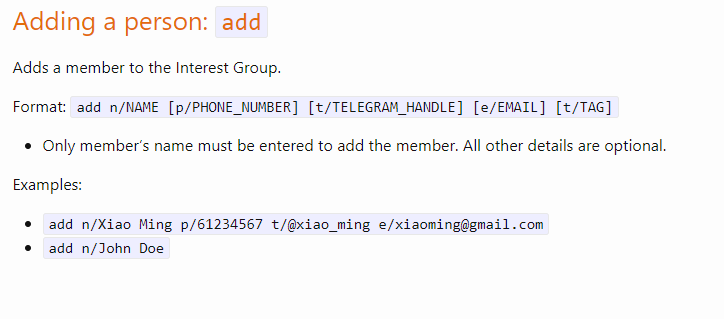 Adding a person: add
Adds a member to the Interest Group.
Format: add n/NAME [p/PHONE_NUMBER] [t/TELEGRAM_HANDLE] [e/EMAIL] [t/TAG]
• Only member's name must be entered to add the member. All other details are optional.
Examples:
• add n/Xiao Ming p/61234567 t/@xiao_ming e/xiaoming@gmail.com
• add n/John Doe